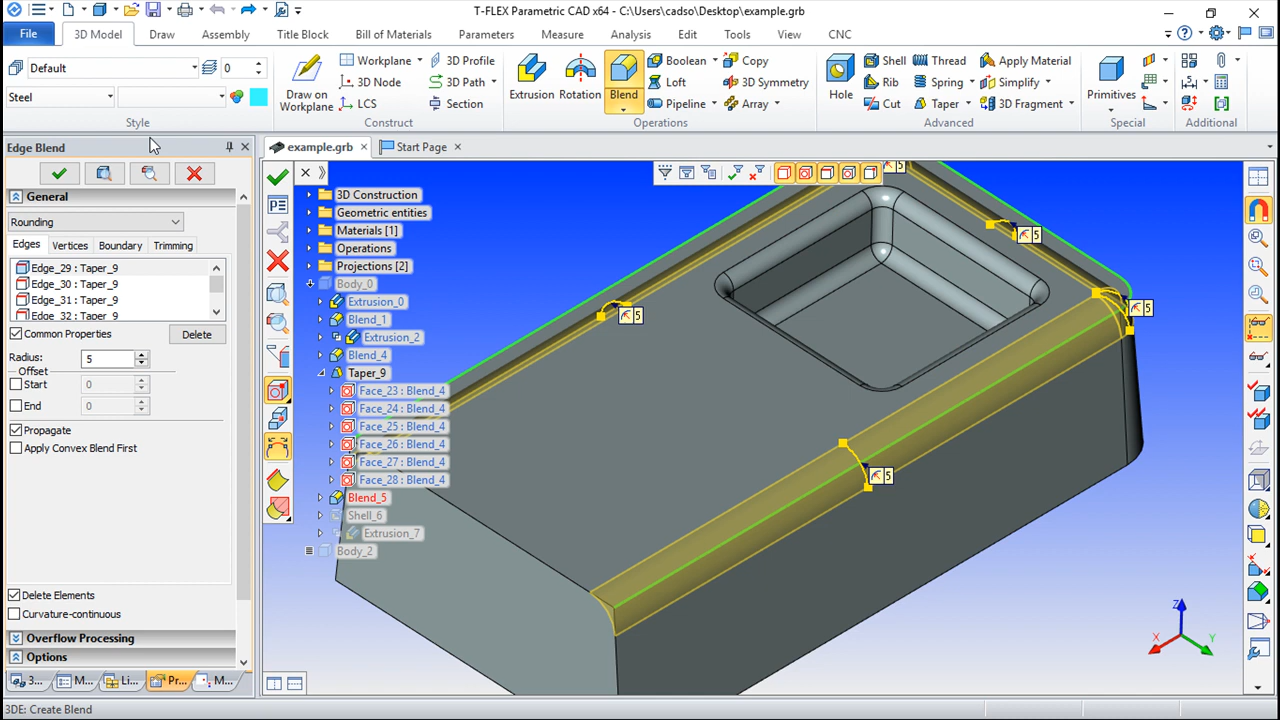 T-FLEX Parametric CAD x64 - C:\Users\cadso\Desktop\example.grb
File
3D Model
Draw
Assembly
Title Block
Bill of Materials
Parameters
Measure
Analysis
Edit
Tools
View
CNC
Default
0
Steel
Style
Draw on
Workplane
Workplane
3D Node
LCS
3D Profile
3D Path
Section
Construct
Extrusion
Rotation
Blend
Boolean
Loft
Pipeline
Copy
3D Symmetry
Array
Operations
Hole
Shell
Rib
Cut
Thread
Spring
Taper
Apply Material
Simplify
3D Fragment
Advanced
Primitives
Special
Additional
Edge Blend
General
Rounding
Edges
Vertices
Boundary
Trimming
Edge_29 : Taper_9
Edge_30 : Taper_9
Edge_31 : Taper_9
Edge_32 : Taper_9
Common Properties
Delete
Radius:
5
Offset
Start
0
End
0
Propagate
Apply Convex Blend First
Delete Elements
Curvature-continuous
Overflow Processing
Options
3...
M...
Li...
Pr...
M...
3DE: Create Blend
example.grb
Start Page
3D Construction
Geometric entities
Materials [1]
Operations
Projections [2]
Body_0
Extrusion_0
Blend_1
Extrusion_2
Blend_4
Taper_9
Face_23 : Blend_4
Face_24 : Blend_4
Face_25 : Blend_4
Face_26 : Blend_4
Face_27 : Blend_4
Face_28 : Blend_4
Blend_5
Shell_6
Extrusion_7
Body_2
5
5
5
5
5
Z
X
Y